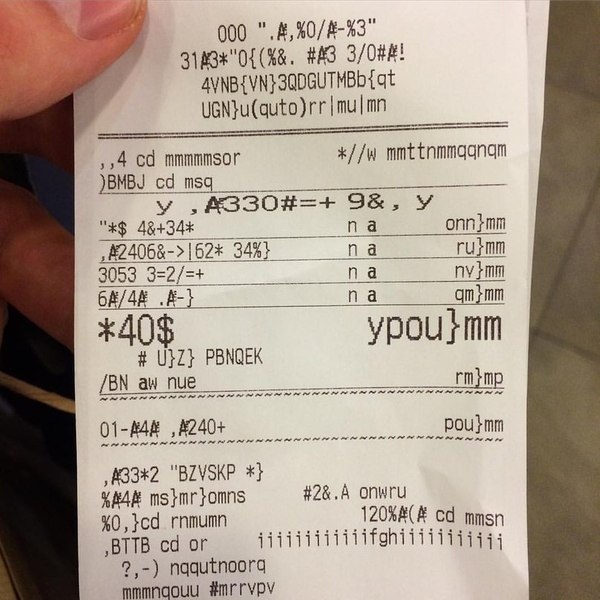 000 ".₳,%0/₳-%3"
31₳3*"0{(%&. #₳3 3/0#₳!
4VNB{VN}3QDGUTMBb{qt
UGN}u(quto)rr|mu|mn
,,4 cd mmmmmsor *//w mmttnmmqqnqm
)BMBJ cd msq
y ,₳330#=+ 9&, y
"*$ 4&+34* n a onn}mm
,₳2406&->|62* 34%} n a ru}mm
3053 3=2/=+ n a nv}mm
6₳/4₳ .₳-} n a qm}mm
*40$ ypou}mm
# U}Z} PBNQEK
/BN aw nue rm}mp
01-₳4₳ ,₳240+ pou}mm
,₳33*2 "BZVSKP *}
%₳4₳ ms}mr}omns #2&.A onwru
%0,}cd rnmumn 120%₳(₳ cd mmsn
,BTTB cd or iiiiiiiiiiiifghiiiiiiiiiii
?,-) nqqutnoorq
mmmnqouu #mrrvpv